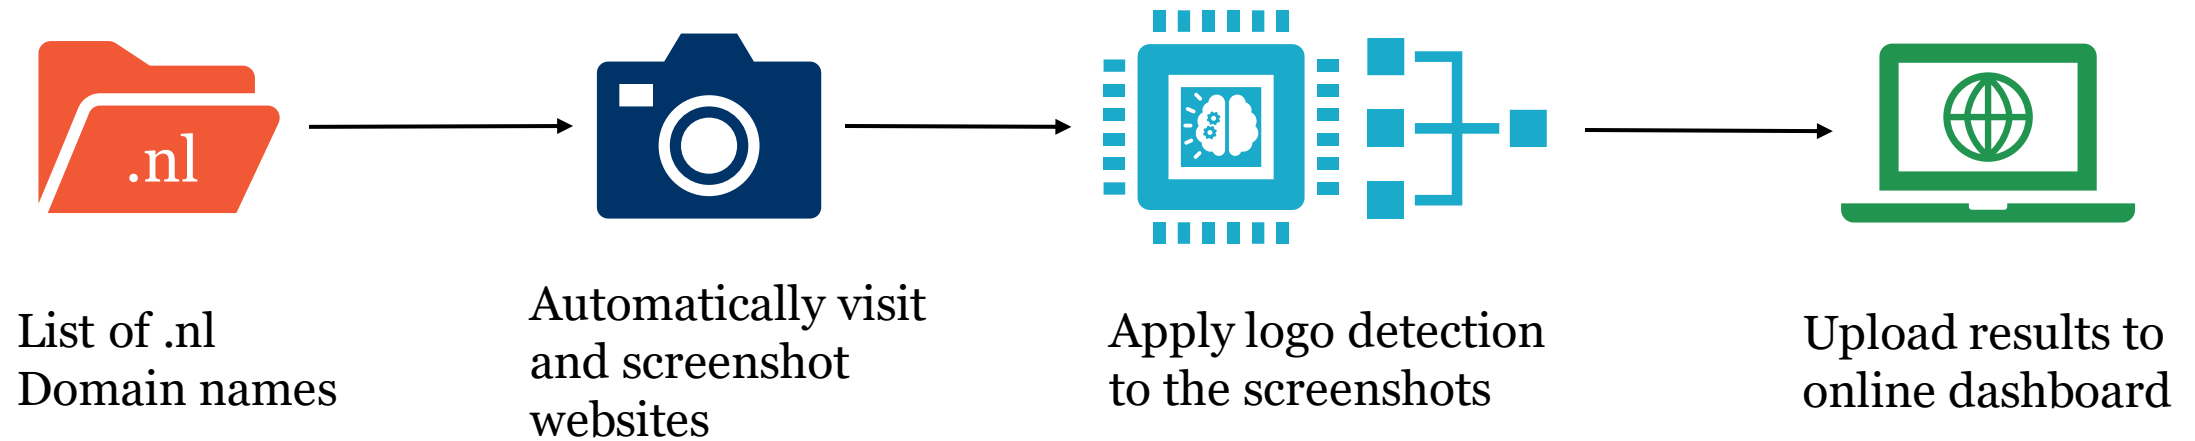 .nl
List of .nl
Domain names
Automatically visit
and screenshot
websites
Apply logo detection
to the screenshots
Upload results to
online dashboard